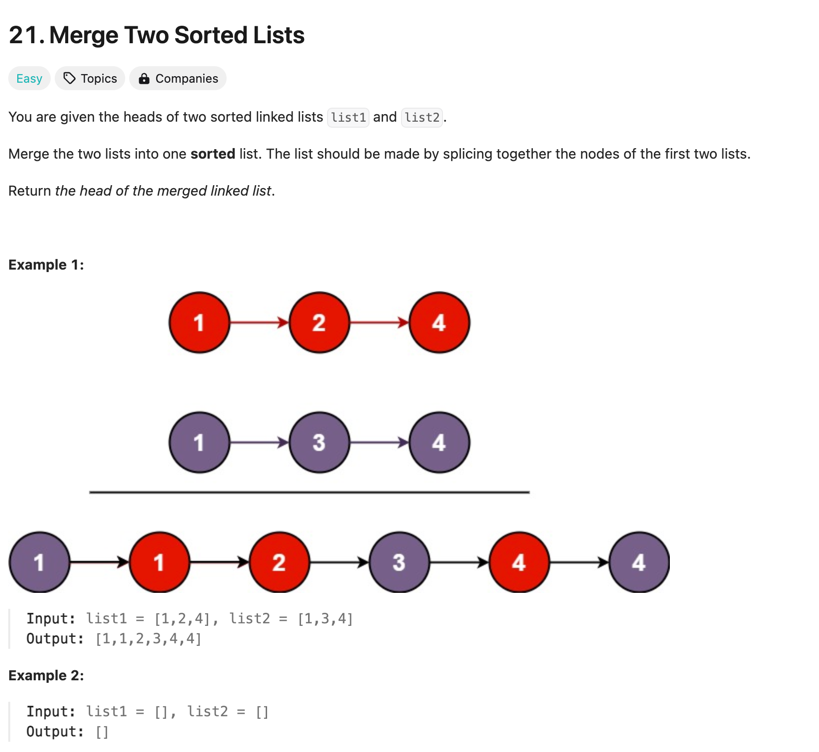 21. Merge Two Sorted Lists
Easy Topics Companies
You are given the heads of two sorted linked lists list1 and list2.
Merge the two lists into one sorted list. The list should be made by splicing together the nodes of the first two lists.
Return the head of the merged linked list.
Example 1:
1 2 4
1 3 4
1 1 2 3 4 4
Input: list1 = [1,2,4], list2 = [1,3,4]
Output: [1,1,2,3,4,4]
Example 2:
Input: list1 = [], list2 = []
Output: []